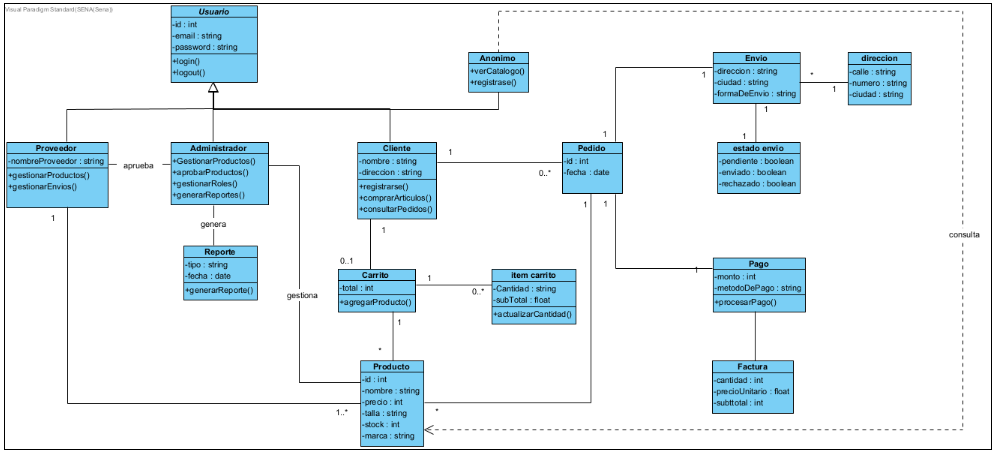 Visual Paradigm Standard(SENA(Sena))
Usuario
-id : int
-email : string
-password : string
+login()
+logout()
Anonimo
+verCatalogo()
+registrase()
Envio
-direccion : string
-ciudad : string
-formaDeEnvio : string
direccion
-calle : string
-numero : string
-ciudad : string
1
*
1
1
Proveedor
-nombreProveedor : string
+gestionarProductos()
+gestionarEnvios()
aprueba
Administrador
+GestionarProductos()
+aprobarProductos()
+gestionarRoles()
+generarReportes()
Cliente
-nombre : string
-direccion : string
+registrarse()
+comprarArticulos()
+consultarPedidos()
1
0..*
1
Pedido
-id : int
-fecha : date
1
estado envio
-pendiente : boolean
-enviado : boolean
-rechazado : boolean
1
1
1
1
genera
consulta
Reporte
-tipo : string
-fecha : date
+generarReporte()
gestiona
0..1
Carrito
-total : int
+agregarProducto()
1
0..*
item carrito
-Cantidad : string
-subTotal : float
+actualizarCantidad()
1
Pago
-monto : int
-metodoDePago : string
+procesarPago()
1
*
Producto
-id : int
-nombre : string
-precio : int
-talla : string
-stock : int
-marca : string
1..*
*
Factura
-cantidad : int
-precioUnitario : float
-subttotal : int